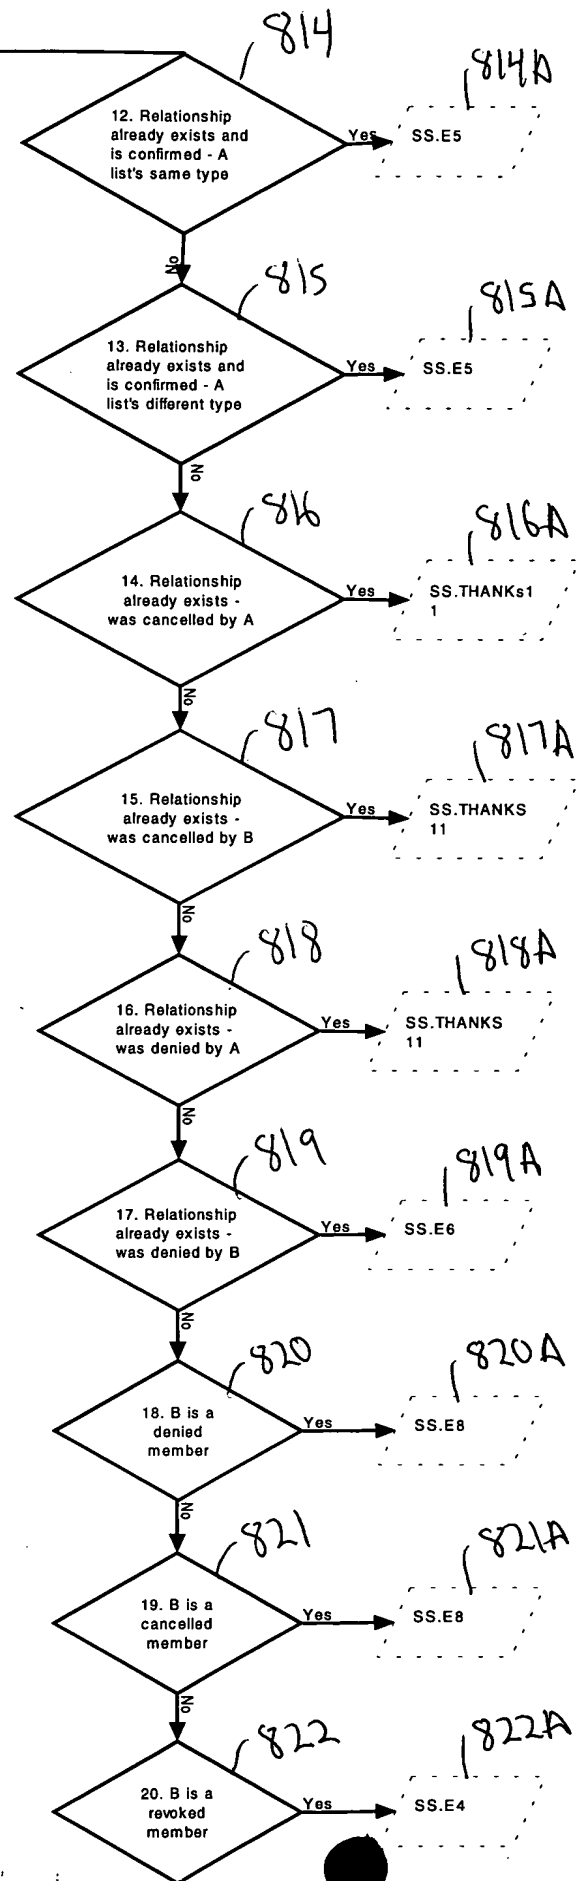 814
814A
12. Relationship
already exists and
is confirmed - A
list's same type
Yes
SS.E5
No
815
815A
13. Relationship
already exists and
is confirmed - A
list's different type
Yes
SS.E5
No
816
816A
14. Relationship
already exists -
was cancelled by A
Yes
SS.THANKs1
1
No
817
817A
15. Relationship
already exists -
was cancelled by B
Yes
SS.THANKS
11
No
818
818A
16. Relationship
already exists -
was denied by A
Yes
SS.THANKS
11
No
819
819A
17. Relationship
already exists -
was denied by B
Yes
SS.E6
No
820
820A
18. B is a
denied
member
Yes
SS.E8
No
821
821A
19. B is a
cancelled
member
Yes
SS.E8
No
822
822A
20. B is a
revoked
member
Yes
SS.E4